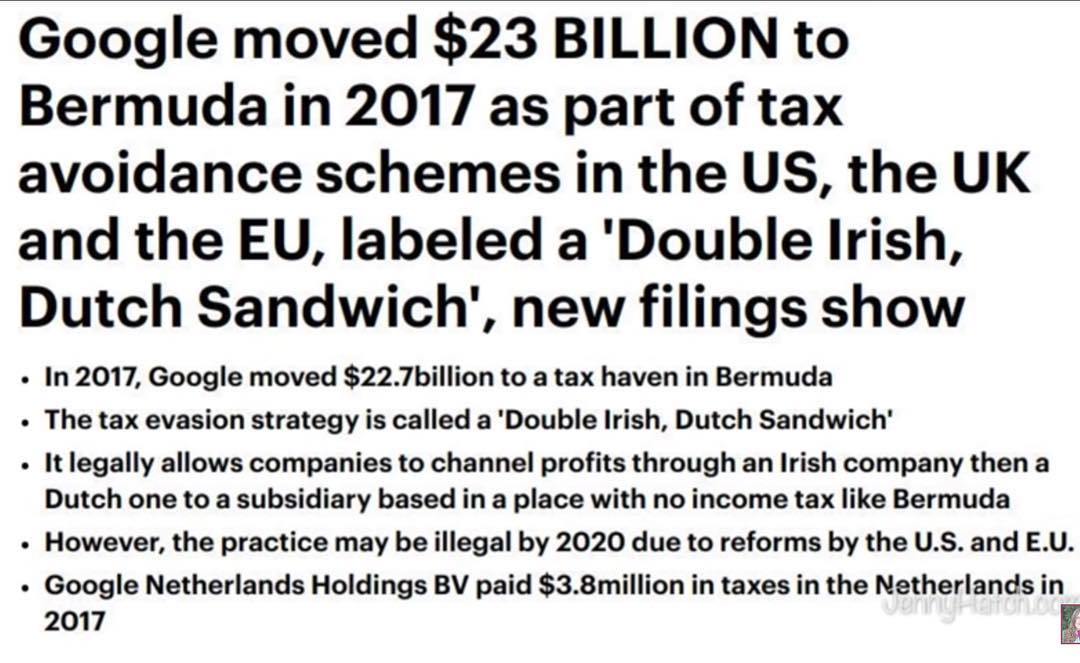 Google moved $23 BILLION to
Bermuda in 2017 as part of tax
avoidance schemes in the US, the UK
and the EU, labeled a 'Double Irish,
Dutch Sandwich', new filings show
• In 2017, Google moved $22.7billion to a tax haven in Bermuda
• The tax evasion strategy is called a 'Double Irish, Dutch Sandwich'
• It legally allows companies to channel profits through an Irish company then a
Dutch one to a subsidiary based in a place with no income tax like Bermuda
• However, the practice may be illegal by 2020 due to reforms by the U.S. and E.U.
• Google Netherlands Holdings BV paid $3.8million in taxes in the Netherlands in
2017